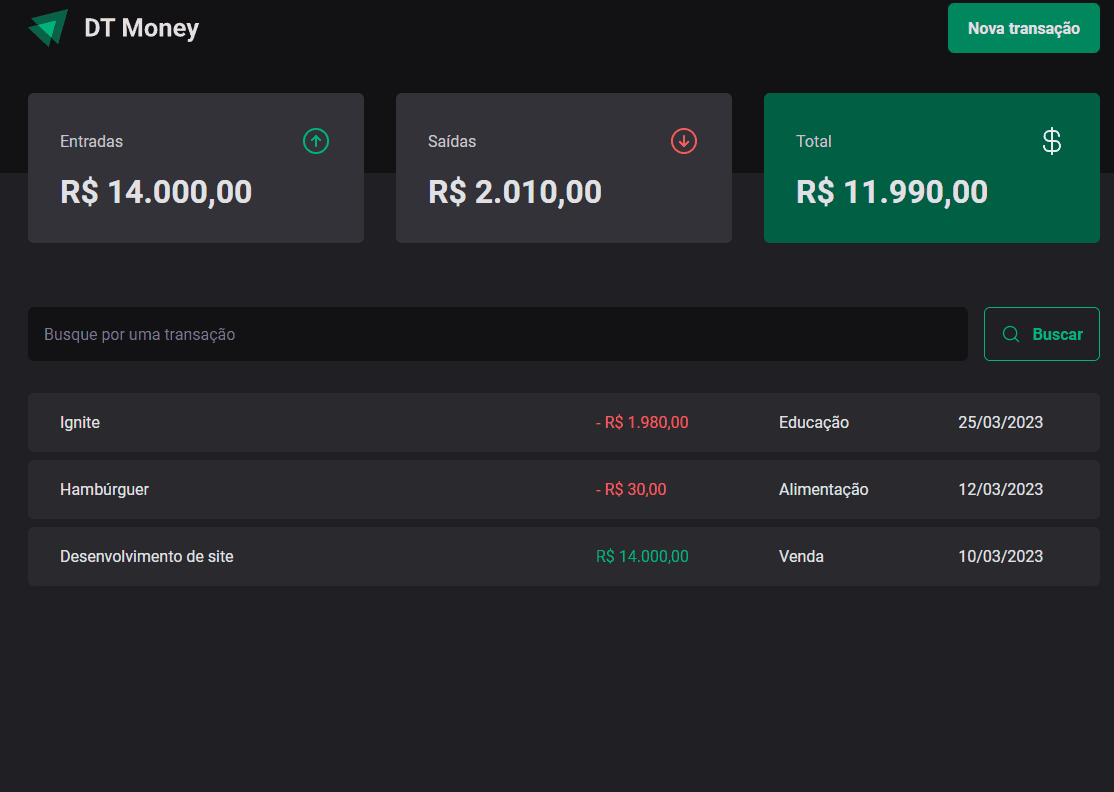 DT Money
Nova transação
Entradas
R$ 14.000,00
Saídas
R$ 2.010,00
Total
$
R$ 11.990,00
Busque por uma transação
Buscar
Ignite - R$ 1.980,00 Educação 25/03/2023
Hambúrguer - R$ 30,00 Alimentação 12/03/2023
Desenvolvimento de site R$ 14.000,00 Venda 10/03/2023